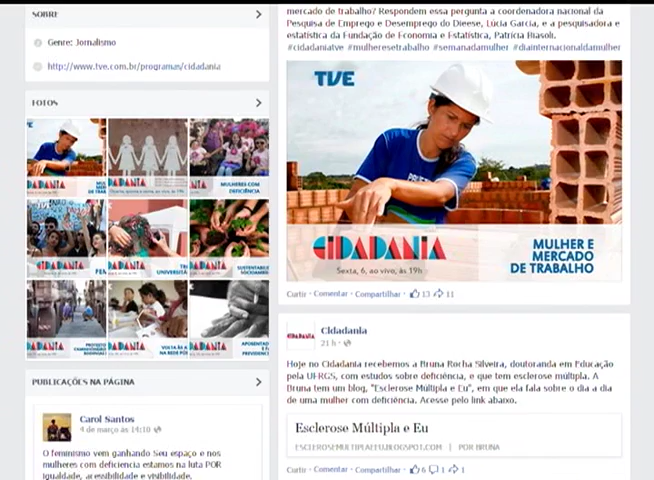 SOBRE
Genre: Jornalismo
http://www.tve.com.br/programas/cidadania
FOTOS
MULHERES COM
DEFICIÊNCIA
CIDADANIA
PUBLICAÇÕES NA PÁGINA
Carol Santos
4 de março às 14:10
O feminismo vem ganhando Seu espaço e nos
mulheres com deficiencia estamos na luta POR
igualdade, acessibilidade e visibilidade.
mercado de trabalho? Respondem essa pergunta a coordenadora nacional da
Pesquisa de Emprego e Desemprego do Dieese, Lúcia Garcia, e a pesquisadora e
estatística da Fundação de Economia e Estatística, Patrícia Biasoli.
#cidadaniatve #mulheresetrabalho #semanadamulher #diainternacionaldamulher
TVE
CIDADANIA
Sexta, 6, ao vivo, às 19h
MULHER E
MERCADO
DE TRABALHO
Curtir · Comentar · Compartilhar · 13 11
Cidadania
21 h ·
Hoje no Cidadania recebemos a Bruna Rocha Silveira, doutoranda em Educação
pela UFRGS, com estudos sobre deficiência, e que tem esclerose múltipla. A
Bruna tem um blog, "Esclerose Múltipla e Eu", em que ela fala sobre o dia a dia
de uma mulher com deficiência. Acesse pelo link abaixo.
Esclerose Múltipla e Eu
ESCLEROSEMULTIPLAEEU.BLOGSPOT.COM | POR BRUNA
Curtir · Comentar · Compartilhar · 6 1 1